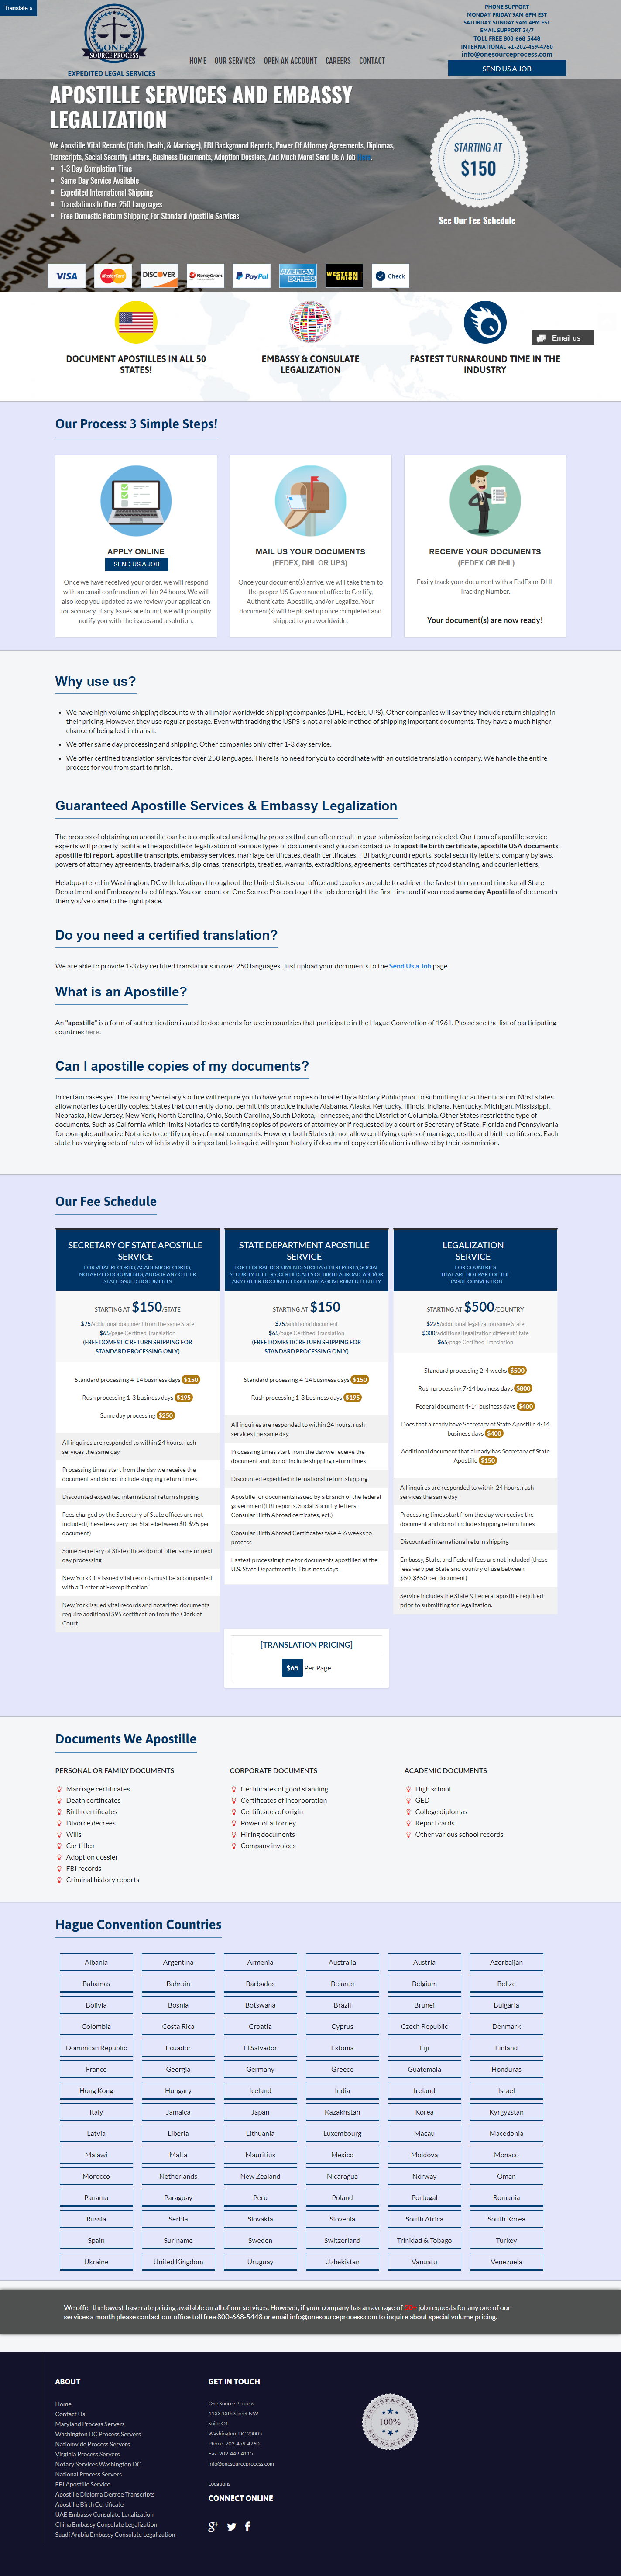 Translate »
PHONE SUPPORT
MONDAY-FRIDAY 9AM-6PM EST
SATURDAY-SUNDAY 9AM-4PM EST
EMAIL SUPPORT 24/7
TOLL FREE 800-668-5448
INTERNATIONAL +1-202-459-4760
info@onesourceprocess.com
SEND US A JOB
ONE
SOURCE PROCESS
EXPEDITED LEGAL SERVICES
HOME OUR SERVICES OPEN AN ACCOUNT CAREERS CONTACT
APOSTILLE SERVICES AND EMBASSY
LEGALIZATION
We Apostille Vital Records (Birth, Death, & Marriage), FBI Background Reports, Power Of Attorney Agreements, Diplomas,
Transcripts, Social Security Letters, Business Documents, Adoption Dossiers, And Much More! Send Us A Job Here.
1-3 Day Completion Time
Same Day Service Available
Expedited International Shipping
Translations In Over 250 Languages
Free Domestic Return Shipping For Standard Apostille Services
STARTING AT
$150
See Our Fee Schedule
VISA MasterCard DISCOVER MoneyGram PayPal AMERICAN EXPRESS WESTERN UNION Check
DOCUMENT APOSTILLES IN ALL 50
STATES!
EMBASSY & CONSULATE
LEGALIZATION
FASTEST TURNAROUND TIME IN THE
INDUSTRY
Email us
Our Process: 3 Simple Steps!
APPLY ONLINE
SEND US A JOB
Once we have received your order, we will respond
with an email confirmation within 24 hours. We will
also keep you updated as we review your application
for accuracy. If any issues are found, we will promptly
notify you with the issues and a solution.
MAIL US YOUR DOCUMENTS
(FEDEX, DHL OR UPS)
Once your document(s) arrive, we will take them to
the proper US Government office to Certify,
Authenticate, Apostille, and/or Legalize. Your
document(s) will be picked up once completed and
shipped to you worldwide.
RECEIVE YOUR DOCUMENTS
(FEDEX OR DHL)
Easily track your document with a FedEx or DHL
Tracking Number.
Your document(s) are now ready!
Why use us?
We have high volume shipping discounts with all major worldwide shipping companies (DHL, FedEx, UPS). Other companies will say they include return shipping in
their pricing. However, they use regular postage. Even with tracking the USPS is not a reliable method of shipping important documents. They have a much higher
chance of being lost in transit.
We offer same day processing and shipping. Other companies only offer 1-3 day service.
We offer certified translation services for over 250 languages. There is no need for you to coordinate with an outside translation company. We handle the entire
process for you from start to finish.
Guaranteed Apostille Services & Embassy Legalization
The process of obtaining an apostille can be a complicated and lengthy process that can often result in your submission being rejected. Our team of apostille service
experts will properly facilitate the apostille or legalization of various types of documents and you can contact us to apostille birth certificate, apostille USA documents,
apostille fbi report, apostille transcripts, embassy services, marriage certificates, death certificates, FBI background reports, social security letters, company bylaws,
powers of attorney agreements, trademarks, diplomas, transcripts, treaties, warrants, extraditions, agreements, certificates of good standing, and courier letters.
Headquartered in Washington, DC with locations throughout the United States our office and couriers are able to achieve the fastest turnaround time for all State
Department and Embassy related filings. You can count on One Source Process to get the job done right the first time and if you need same day Apostille of documents
then you've come to the right place.
Do you need a certified translation?
We are able to provide 1-3 day certified translations in over 250 languages. Just upload your documents to the Send Us a Job page.
What is an Apostille?
An "apostille" is a form of authentication issued to documents for use in countries that participate in the Hague Convention of 1961. Please see the list of participating
countries here.
Can I apostille copies of my documents?
In certain cases yes. The issuing Secretary's office will require you to have your copies officiated by a Notary Public prior to submitting for authentication. Most states
allow notaries to certify copies. States that currently do not permit this practice include Alabama, Alaska, Kentucky, Illinois, Indiana, Kentucky, Michigan, Mississippi,
Nebraska, New Jersey, New York, North Carolina, Ohio, South Carolina, South Dakota, Tennessee, and the District of Columbia. Other States restrict the type of
documents. Such as California which limits Notaries to certifying copies of powers of attorney or if requested by a court or Secretary of State. Florida and Pennsylvania
for example, authorize Notaries to certify copies of most documents. However both States do not allow certifying copies of marriage, death, and birth certificates. Each
state has varying sets of rules which is why it is important to inquire with your Notary if document copy certification is allowed by their commission.
Our Fee Schedule
SECRETARY OF STATE APOSTILLE
SERVICE
FOR VITAL RECORDS, ACADEMIC RECORDS,
NOTARIZED DOCUMENTS, AND/OR ANY OTHER
STATE ISSUED DOCUMENTS
STARTING AT $150/STATE
$75/additional document from the same State
$65/page Certified Translation
(FREE DOMESTIC RETURN SHIPPING FOR
STANDARD PROCESSING ONLY)
Standard processing 4-14 business days $150
Rush processing 1-3 business days $195
Same day processing $250
All inquires are responded to within 24 hours, rush
services the same day
Processing times start from the day we receive the
document and do not include shipping return times
Discounted expedited international return shipping
Fees charged by the Secretary of State offices are not
included (these fees very per State between $0-$95 per
document)
Some Secretary of State offices do not offer same or next
day processing
New York City issued vital records must be accompanied
with a "Letter of Exemplification"
New York issued vital records and notarized documents
require additional $95 certification from the Clerk of
Court
STATE DEPARTMENT APOSTILLE
SERVICE
FOR FEDERAL DOCUMENTS SUCH AS FBI REPORTS, SOCIAL
SECURITY LETTERS, CERTIFICATES OF BIRTH ABROAD, AND/OR
ANY OTHER DOCUMENT ISSUED BY A GOVERNMENT ENTITY
STARTING AT $150
$75/additional document
$65/page Certified Translation
(FREE DOMESTIC RETURN SHIPPING FOR
STANDARD PROCESSING ONLY)
Standard processing 4-14 business days $150
Rush processing 1-3 business days $195
All inquires are responded to within 24 hours, rush
services the same day
Processing times start from the day we receive the
document and do not include shipping return times
Discounted expedited international return shipping
Apostille for documents issued by a branch of the federal
government(FBI reports, Social Security letters,
Consular Birth Abroad certicates, ect.)
Consular Birth Abroad Certificates take 4-6 weeks to
process
Fastest processing time for documents apostilled at the
U.S. State Department is 3 business days
[TRANSLATION PRICING]
$65 Per Page
LEGALIZATION
SERVICE
FOR COUNTRIES
THAT ARE NOT PART OF THE
HAGUE CONVENTION
STARTING AT $500/COUNTRY
$225/additional legalization same State
$300/additional legalization different State
$65/page Certified Translation
Standard processing 2-4 weeks $500
Rush processing 7-14 business days $800
Federal document 4-14 business days $400
Docs that already have Secretary of State Apostille 4-14
business days $400
Additional document that already has Secretary of State
Apostille $150
All inquires are responded to within 24 hours, rush
services the same day
Processing times start from the day we receive the
document and do not include shipping return times
Discounted international return shipping
Embassy, State, and Federal fees are not included (these
fees very per State and country of use between
$50-$650 per document)
Service includes the State & Federal apostille required
prior to submitting for legalization.
Documents We Apostille
PERSONAL OR FAMILY DOCUMENTS
Marriage certificates
Death certificates
Birth certificates
Divorce decrees
Wills
Car titles
Adoption dossier
FBI records
Criminal history reports
CORPORATE DOCUMENTS
Certificates of good standing
Certificates of incorporation
Certificates of origin
Power of attorney
Hiring documents
Company invoices
ACADEMIC DOCUMENTS
High school
GED
College diplomas
Report cards
Other various school records
Hague Convention Countries
Albania Argentina Armenia Australia Austria Azerbaijan
Bahamas Bahrain Barbados Belarus Belgium Belize
Bolivia Bosnia Botswana Brazil Brunei Bulgaria
Colombia Costa Rica Croatia Cyprus Czech Republic Denmark
Dominican Republic Ecuador El Salvador Estonia Fiji Finland
France Georgia Germany Greece Guatemala Honduras
Hong Kong Hungary Iceland India Ireland Israel
Italy Jamaica Japan Kazakhstan Korea Kyrgyzstan
Latvia Liberia Lithuania Luxembourg Macau Macedonia
Malawi Malta Mauritius Mexico Moldova Monaco
Morocco Netherlands New Zealand Nicaragua Norway Oman
Panama Paraguay Peru Poland Portugal Romania
Russia Serbia Slovakia Slovenia South Africa South Korea
Spain Suriname Sweden Switzerland Trinidad & Tobago Turkey
Ukraine United Kingdom Uruguay Uzbekistan Vanuatu Venezuela
We offer the lowest base rate pricing available on all of our services. However, if your company has an average of job requests for any one of our
services a month please contact our office toll free 800-668-5448 or email info@onesourceprocess.com to inquire about special volume pricing.
ABOUT
Home
Contact Us
Maryland Process Servers
Washington DC Process Servers
Nationwide Process Servers
Virginia Process Servers
Notary Services Washington DC
National Process Servers
FBI Apostille Service
Apostille Diploma Degree Transcripts
Apostille Birth Certificate
UAE Embassy Consulate Legalization
China Embassy Consulate Legalization
Saudi Arabia Embassy Consulate Legalization
GET IN TOUCH
One Source Process
1133 13th Street NW
Suite C4
Washington, DC 20005
Phone: 202-459-4760
Fax: 202-449-4115
info@onesourceprocess.com
Locations
CONNECT ONLINE
SATISFACTION
100%
GUARANTEE